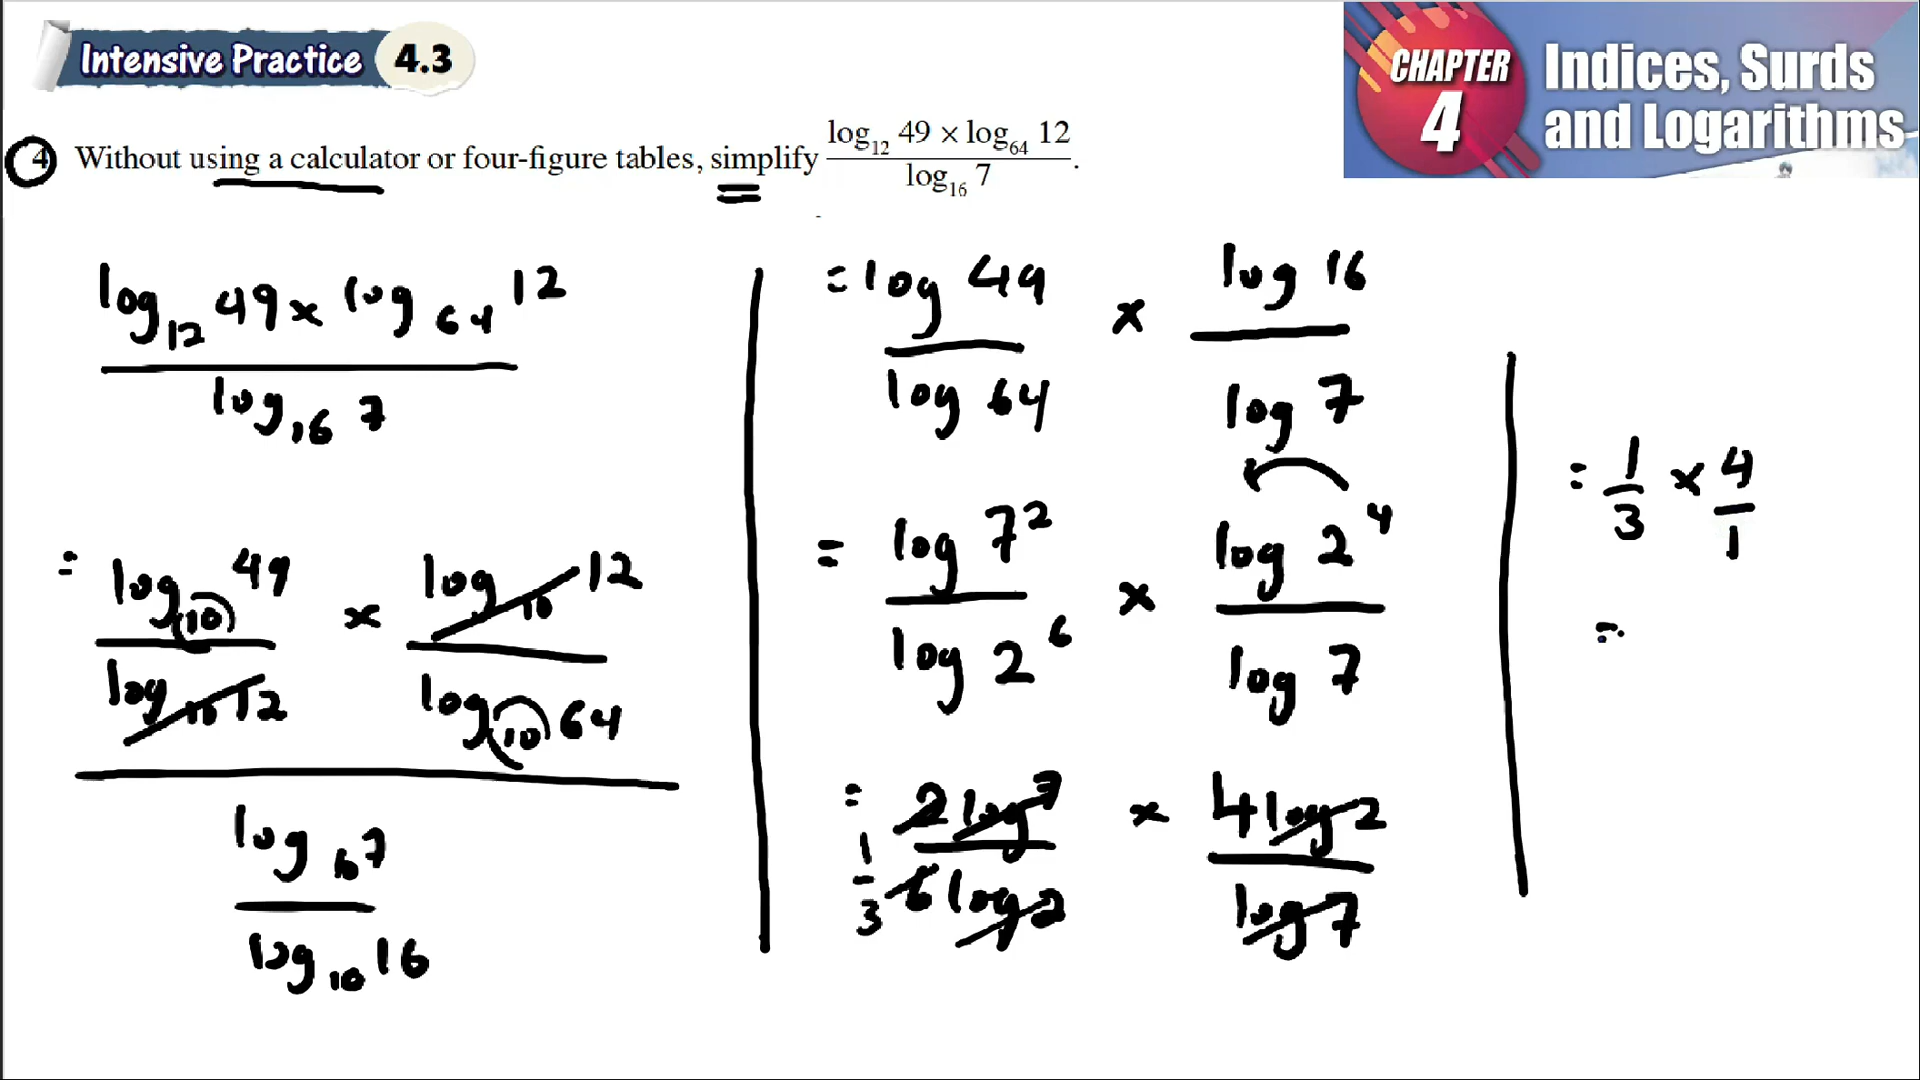 Intensive Practice 4.3
CHAPTER 4
Indices, Surds
and Logarithms
4 Without using a calculator or four-figure tables, simplify
log₁₂ 49 × log₆₄ 12
log₁₆ 7 .
log₁₂ 49 × log₆₄ 12
log₁₆ 7
= log₁₀ 49 × log₁₀ 12
log₁₀ 12 log₁₀ 64
log₁₀ 7
log₁₀ 16
= log 49 × log 16
log 64 log 7
= log 7² × log 2⁴
log 2⁶ log 7
= 2 log 7 × 4 log 2
6 log 2 log 7
1
3
= 1 × 4
3 1
=